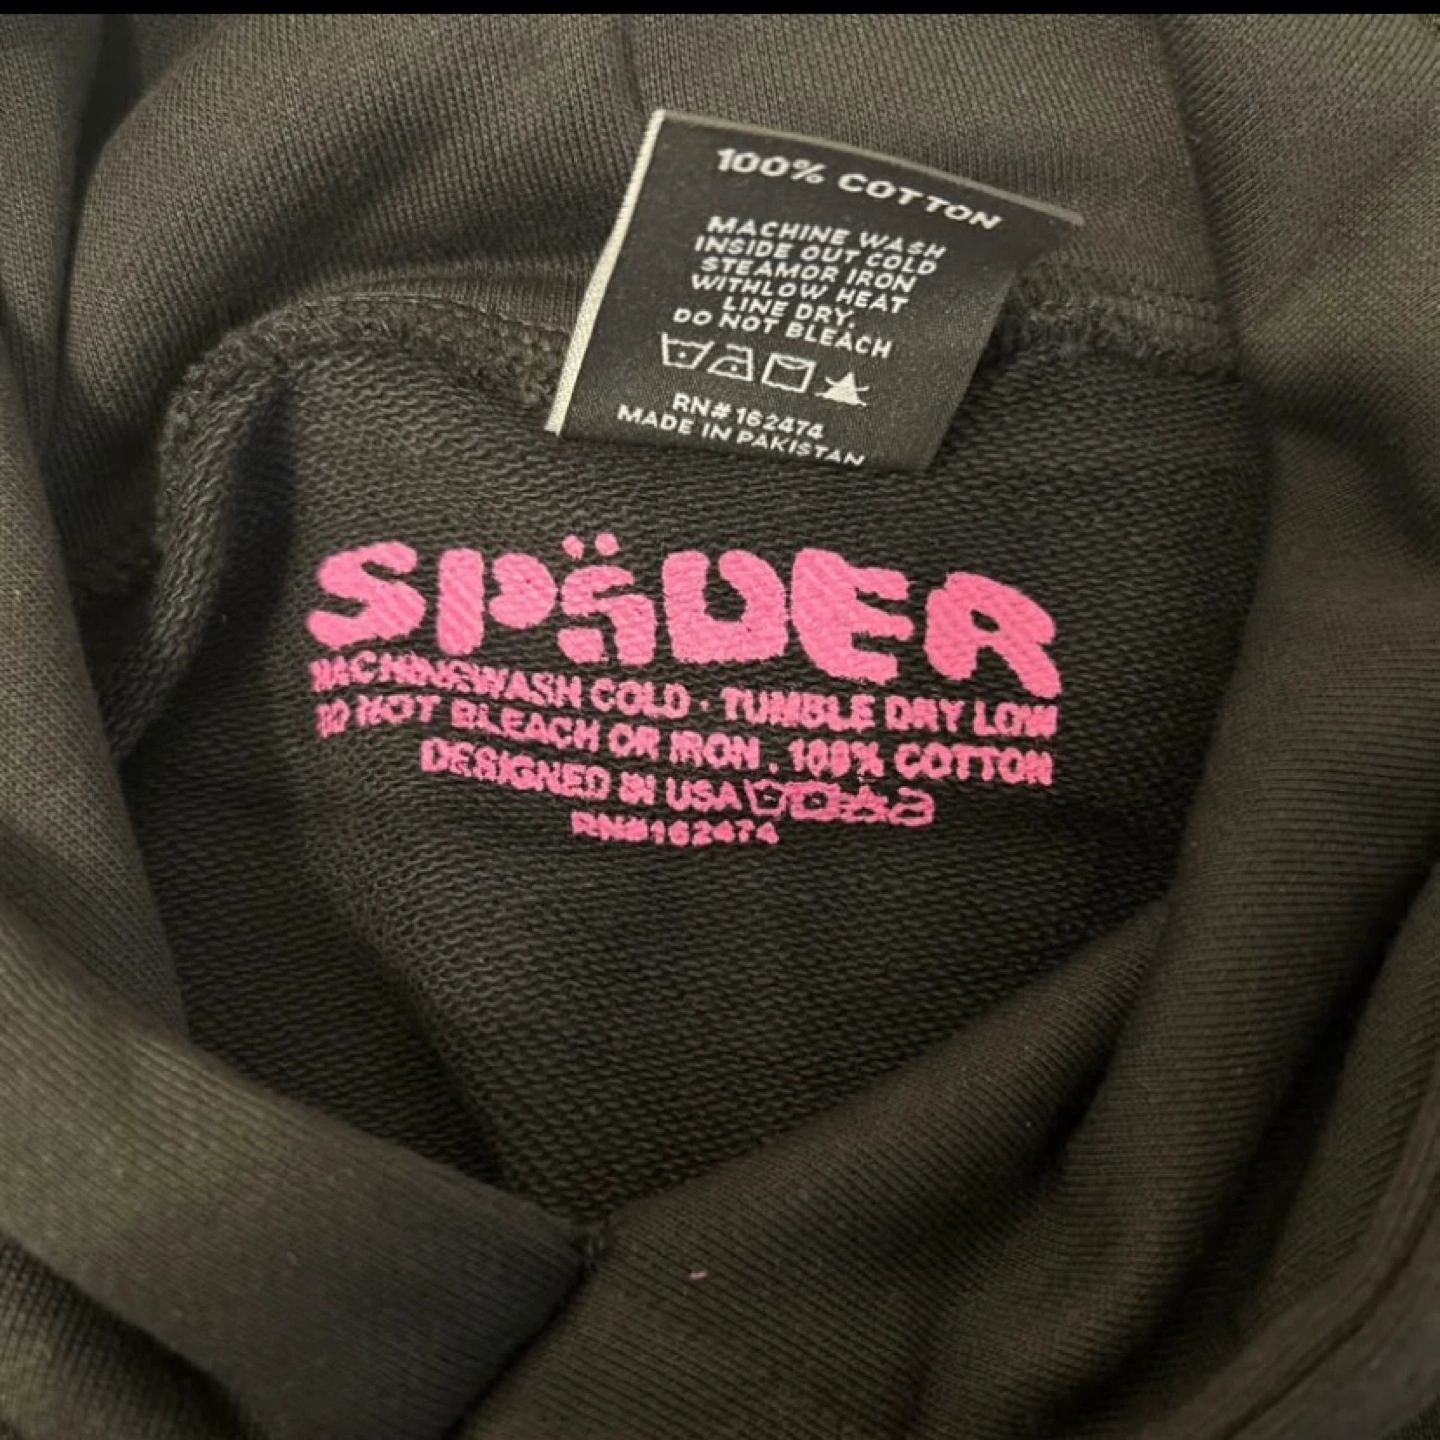 100% COTTON
MACHINE WASH
INSIDE OUT COLD
STEAMOR IRON
WITHLOW HEAT
LINE DRY.
DO NOT BLEACH
RN#162474
MADE IN PAKISTAN
SPÄDER
MACHINEWASH COLD · TUMBLE DRY LOW
DO NOT BLEACH OR IRON . 100% COTTON
DESIGNED IN USA
RN#162474